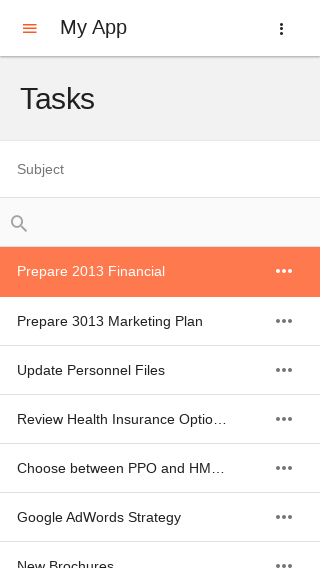 My App
Tasks
Subject
Prepare 2013 Financial
Prepare 3013 Marketing Plan
Update Personnel Files
Review Health Insurance Optio…
Choose between PPO and HM…
Google AdWords Strategy
New Brochures